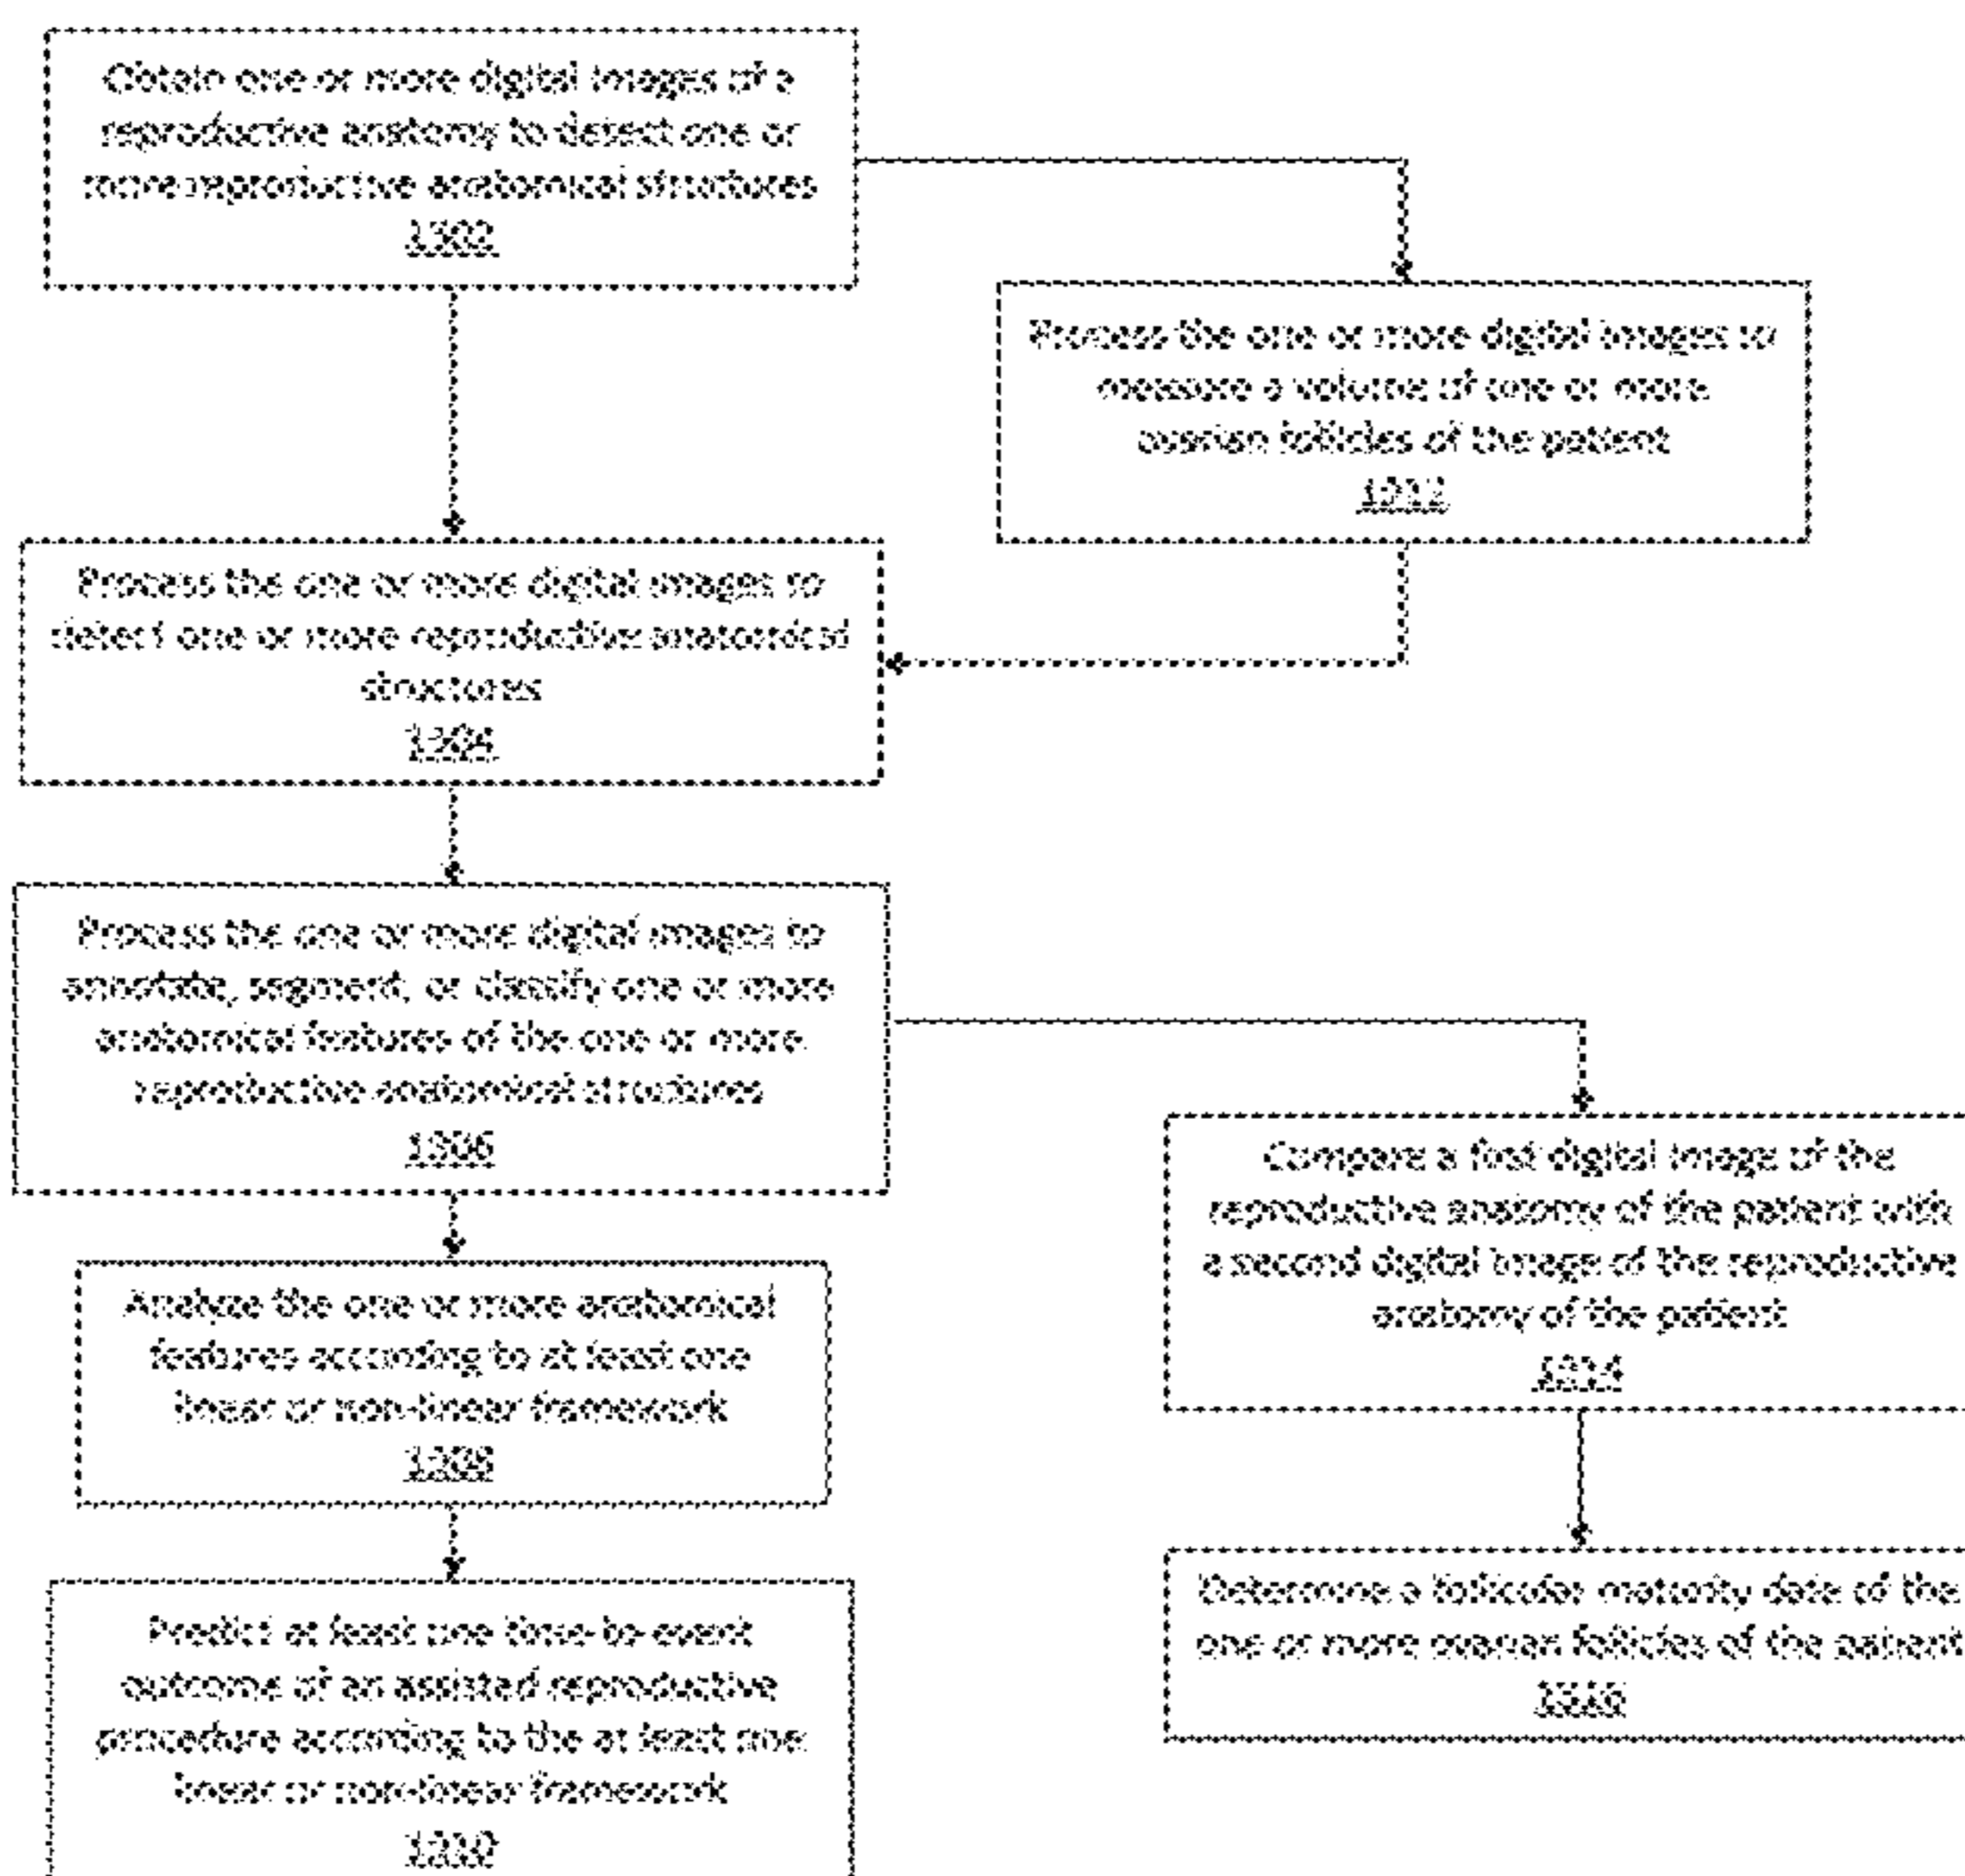 Obtain one or more digital images of a
reproductive anatomy to detect one or
more reproductive anatomical structures
1302
Process the one or more digital images to
measure a volume of one or more
ovarian follicles of the patient
Process the one or more digital images to
detect one or more reproductive anatomical
structures
Process the one or more digital images to
annotate, segment, or classify one or more
anatomical features of the one or more
reproductive anatomical structures
1306
Compare a first digital image of the
reproductive anatomy of the patient with
a second digital image of the reproductive
anatomy of the patient
Analyze the one or more anatomical
features according to at least one
linear or non-linear framework
Determine a follicular maturity date of the
one or more ovarian follicles of the patient
1316
Predict at least one time-to-event
outcome of an assisted reproductive
procedure according to the at least one
linear or non-linear framework